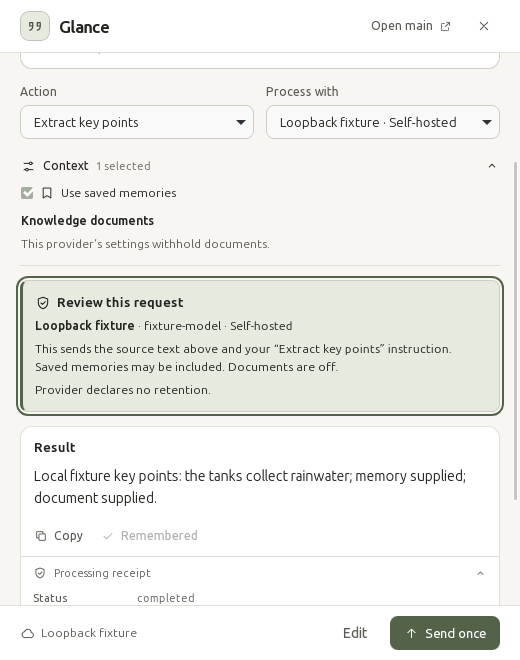 Glance
Open main
Action
Process with
Extract key points
Loopback fixture · Self-hosted
Context 1 selected
Use saved memories
Knowledge documents
This provider's settings withhold documents.
Review this request
Loopback fixture · fixture-model · Self-hosted
This sends the source text above and your “Extract key points” instruction.
Saved memories may be included. Documents are off.
Provider declares no retention.
Result
Local fixture key points: the tanks collect rainwater; memory supplied;
document supplied.
Copy
Remembered
Processing receipt
Status completed
Loopback fixture
Edit
Send once